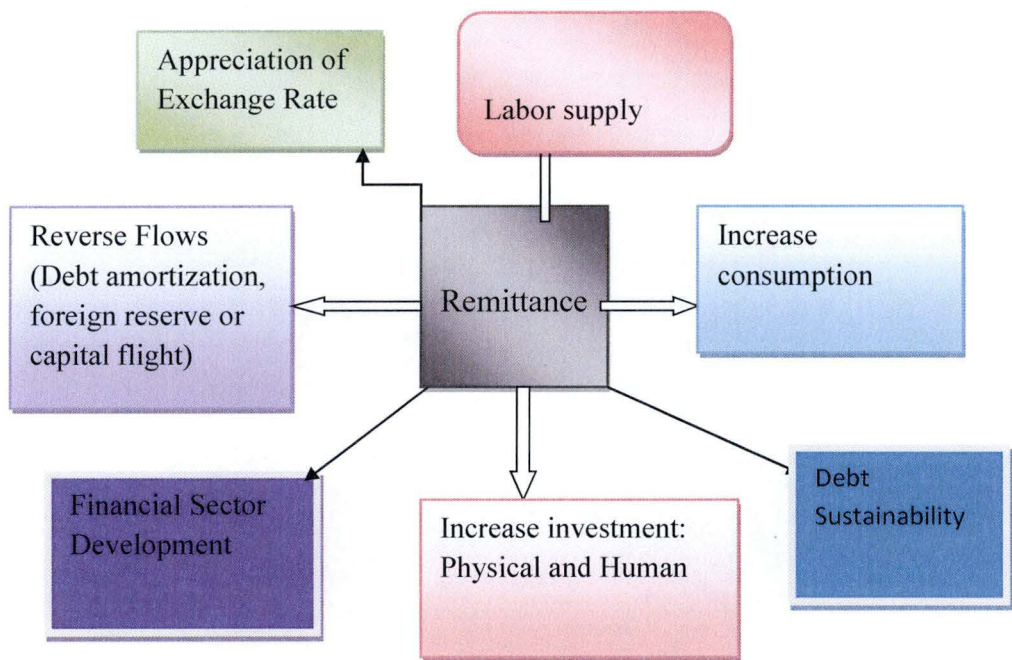 Appreciation of
Exchange Rate
Labor supply
Reverse Flows
(Debt amortization,
foreign reserve or
capital flight)
Remittance
Increase
consumption
Financial Sector
Development
Increase investment:
Physical and Human
Debt
Sustainability